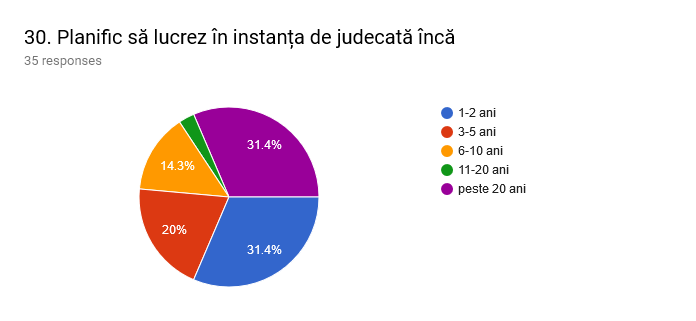 30. Planific să lucrez în instanța de judecată încă
35 responses
31.4%
14.3%
20%
31.4%
1-2 ani
3-5 ani
6-10 ani
11-20 ani
peste 20 ani